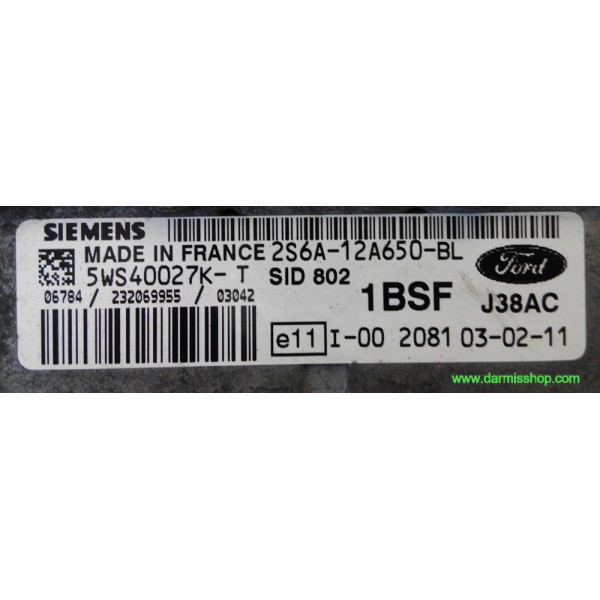 SIEMENS
MADE IN FRANCE 2S6A-12A650-BL
Ford
5WS40027K-T SID 802
06784/ 232069955 / 03042
1BSF J38AC
e11 I-00 2081 03-02-11
www.darmisshop.com